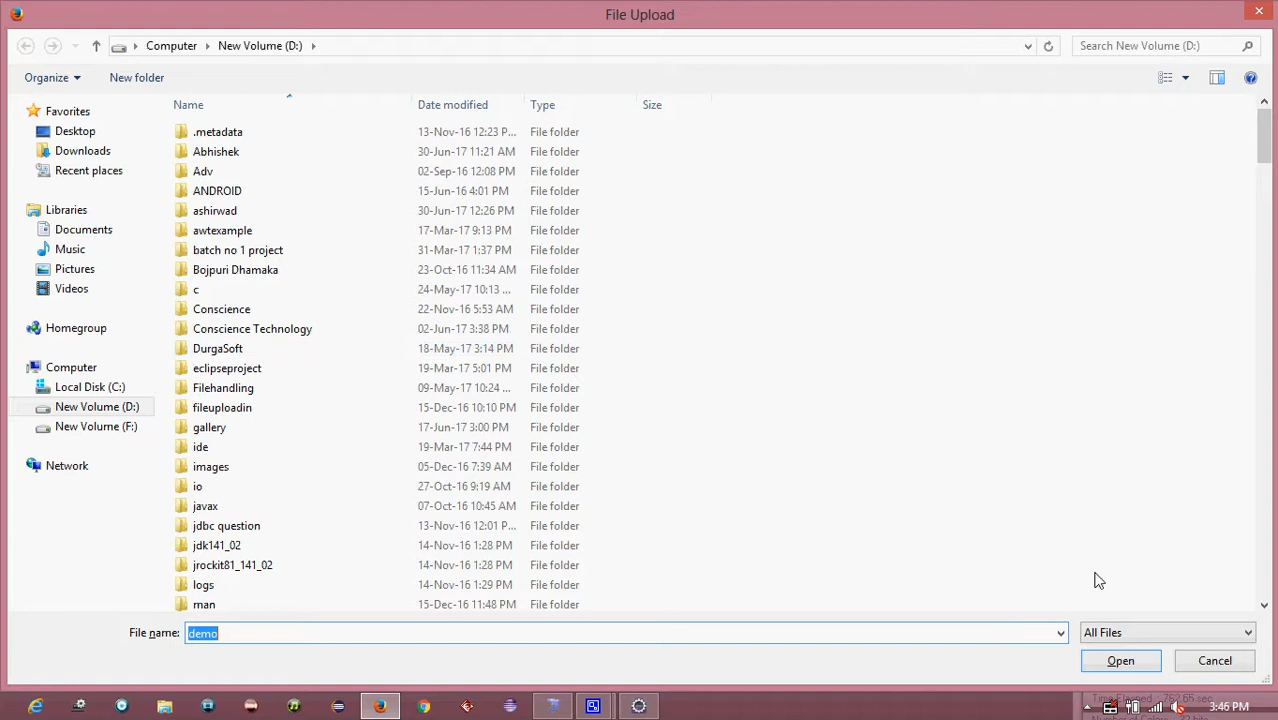 File Upload
Computer New Volume (D:)
Search New Volume (D:)
Organize New folder
Name Date modified Type Size
Favorites
Desktop
Downloads
Recent places
Libraries
Documents
Music
Pictures
Videos
Homegroup
Computer
Local Disk (C:)
New Volume (D:)
New Volume (F:)
Network
.metadata 13-Nov-16 12:23 P... File folder
Abhishek 30-Jun-17 11:21 AM File folder
Adv 02-Sep-16 12:08 PM File folder
ANDROID 15-Jun-16 4:01 PM File folder
ashirwad 30-Jun-17 12:26 PM File folder
awtexample 17-Mar-17 9:13 PM File folder
batch no 1 project 31-Mar-17 1:37 PM File folder
Bojpuri Dhamaka 23-Oct-16 11:34 AM File folder
c 24-May-17 10:13 ... File folder
Conscience 22-Nov-16 5:53 AM File folder
Conscience Technology 02-Jun-17 3:38 PM File folder
DurgaSoft 18-May-17 3:14 PM File folder
eclipseproject 19-Mar-17 5:01 PM File folder
Filehandling 09-May-17 10:24 ... File folder
fileuploadin 15-Dec-16 10:10 PM File folder
gallery 17-Jun-17 3:00 PM File folder
ide 19-Mar-17 7:44 PM File folder
images 05-Dec-16 7:39 AM File folder
io 27-Oct-16 9:19 AM File folder
javax 07-Oct-16 10:45 AM File folder
jdbc question 13-Nov-16 12:01 P... File folder
jdk141_02 14-Nov-16 1:28 PM File folder
jrockit81_141_02 14-Nov-16 1:28 PM File folder
logs 14-Nov-16 1:29 PM File folder
man 15-Dec-16 11:48 PM File folder
File name: demo All Files
Open Cancel
Time Elapsed
3:46 PM